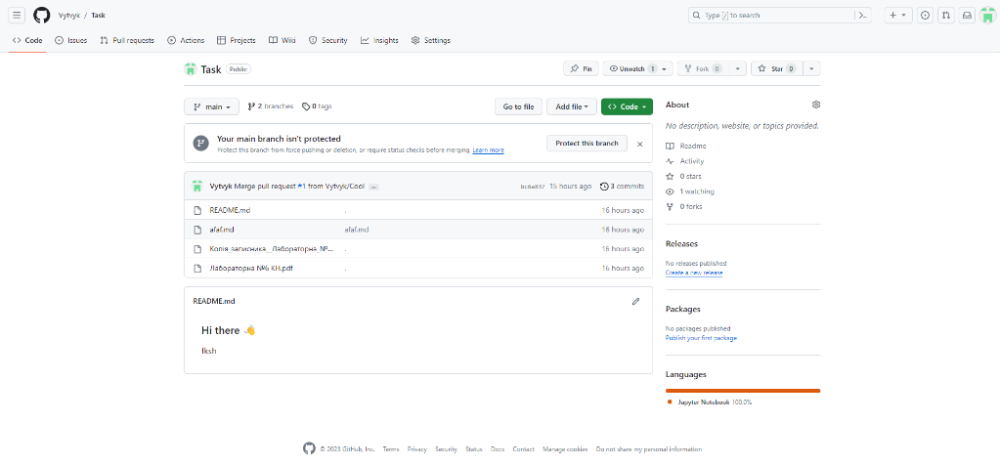 Vytvyk / Task
Type / to search
Code Issues Pull requests Actions Projects Wiki Security Insights Settings
Task Public
Pin Unwatch 1 Fork 0 Star 0
main 2 branches 0 tags Go to file Add file Code
Your main branch isn't protected
Protect this branch from force pushing or deletion, or require status checks before merging. Learn more
Protect this branch
Vytvyk Merge pull request #1 from Vytvyk/Cool ... bc6a837 15 hours ago 3 commits
README.md . 16 hours ago
afaf.md afaf.md 16 hours ago
Копія_записника__Лабораторна_№... . 16 hours ago
Лабораторна №6 КН.pdf . 16 hours ago
README.md
Hi there 👋
fksh
About
No description, website, or topics provided.
Readme
Activity
0 stars
1 watching
0 forks
Releases
No releases published
Create a new release
Packages
No packages published
Publish your first package
Languages
Jupyter Notebook 100.0%
© 2023 GitHub, Inc. Terms Privacy Security Status Docs Contact Manage cookies Do not share my personal information